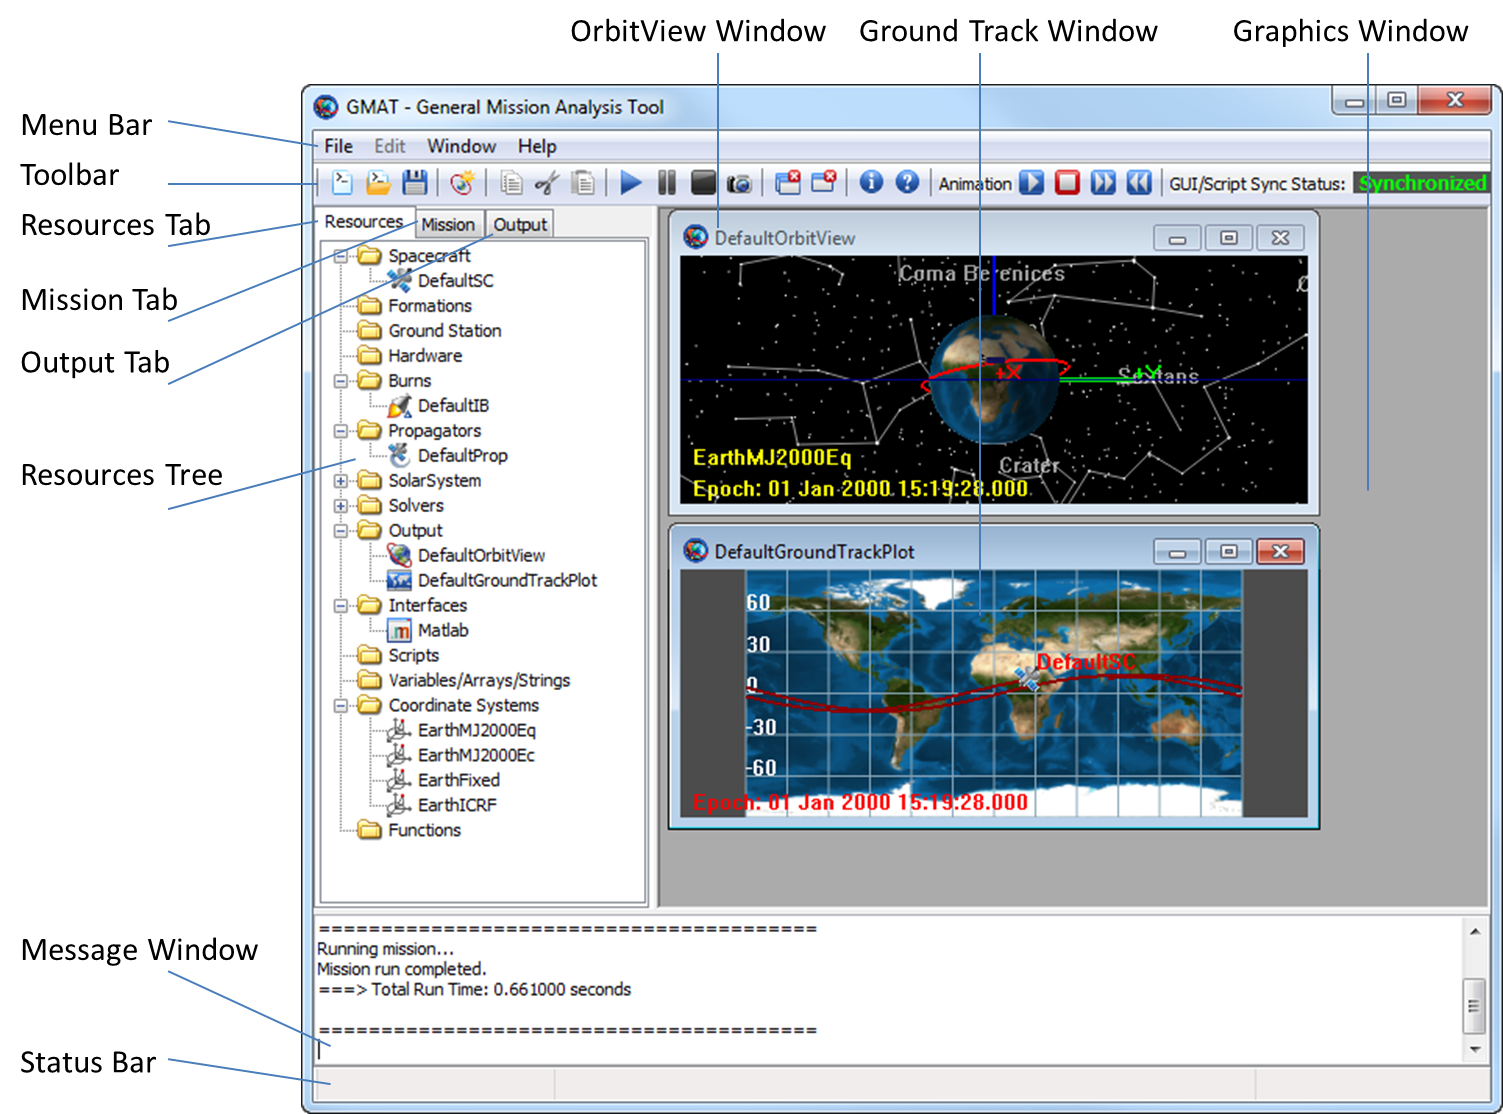 OrbitView Window Ground Track Window Graphics Window
GMAT - General Mission Analysis Tool
Menu Bar
File Edit Window Help
Toolbar
Animation GUI/Script Sync Status: Synchronized
Resources Tab
Resources Mission Output
Mission Tab
Output Tab
Resources Tree
Spacecraft
DefaultSC
Formations
Ground Station
Hardware
Burns
DefaultIB
Propagators
DefaultProp
SolarSystem
Solvers
Output
DefaultOrbitView
DefaultGroundTrackPlot
Interfaces
Matlab
Scripts
Variables/Arrays/Strings
Coordinate Systems
EarthMJ2000Eq
EarthMJ2000Ec
EarthFixed
EarthICRF
Functions
DefaultOrbitView
Coma Berenices
+X
Sextans
+Y
Crater
EarthMJ2000Eq
Epoch: 01 Jan 2000 15:19:28.000
DefaultGroundTrackPlot
60
30
DefaultSC
0
-30
-60
Epoch: 01 Jan 2000 15:19:28.000
Message Window
========================================
Running mission...
Mission run completed.
===> Total Run Time: 0.661000 seconds
========================================
Status Bar